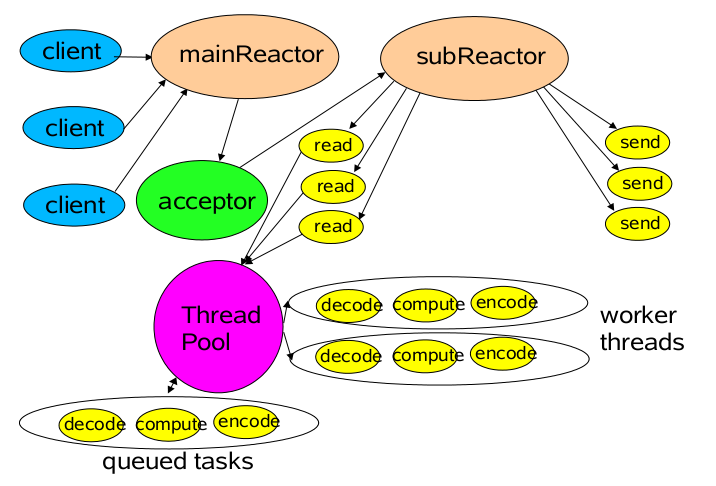 client
mainReactor
subReactor
client
read
send
client
acceptor
read
send
read
send
Thread
Pool
decode compute encode
decode compute encode
worker
threads
decode compute encode
queued tasks